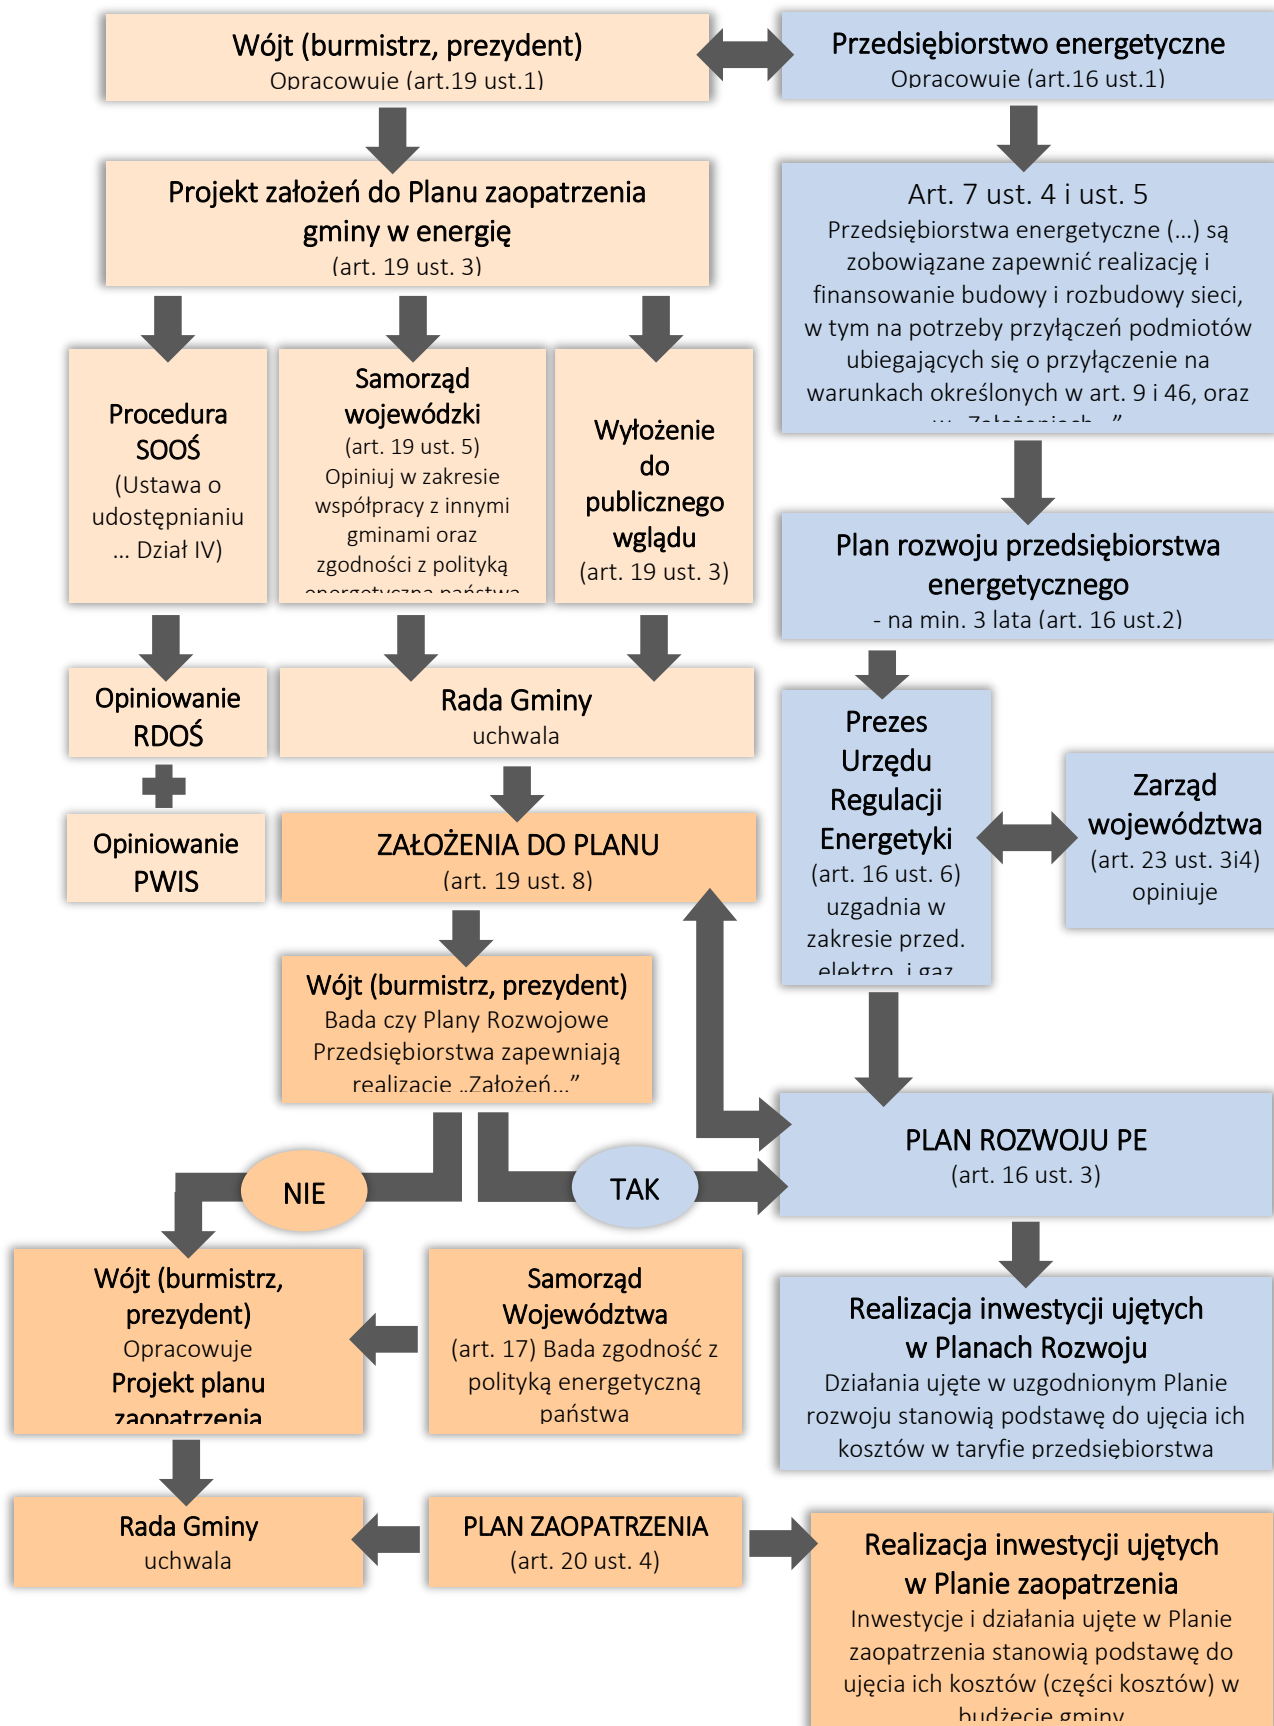 Wójt (burmistrz, prezydent)
Opracowuje (art.19 ust.1)
Przedsiębiorstwo energetyczne
Opracowuje (art.16 ust.1)
Projekt założeń do Planu zaopatrzenia
gminy w energię
(art. 19 ust. 3)
Art. 7 ust. 4 i ust. 5
Przedsiębiorstwa energetyczne (...) są
zobowiązane zapewnić realizację i
finansowanie budowy i rozbudowy sieci,
w tym na potrzeby przyłączeń podmiotów
ubiegających się o przyłączenie na
warunkach określonych w art. 9 i 46, oraz
w „Założeniach...”
Procedura
SOOŚ
(Ustawa o
udostępnianiu
... Dział IV)
Samorząd
wojewódzki
(art. 19 ust. 5)
Opiniuj w zakresie
współpracy z innymi
gminami oraz
zgodności z polityką
energetyczną państwa
Wyłożenie
do
publicznego
wglądu
(art. 19 ust. 3)
Plan rozwoju przedsiębiorstwa
energetycznego
- na min. 3 lata (art. 16 ust.2)
Opiniowanie
RDOŚ
Rada Gminy
uchwala
Prezes
Urzędu
Regulacji
Energetyki
(art. 16 ust. 6)
uzgadnia w
zakresie przed.
elektro. i gaz
Zarząd
województwa
(art. 23 ust. 3i4)
opiniuje
Opiniowanie
PWIS
ZAŁOŻENIA DO PLANU
(art. 19 ust. 8)
Wójt (burmistrz, prezydent)
Bada czy Plany Rozwojowe
Przedsiębiorstwa zapewniają
realizację „Założeń...”
PLAN ROZWOJU PE
(art. 16 ust. 3)
NIE
TAK
Wójt (burmistrz,
prezydent)
Opracowuje
Projekt planu
zaopatrzenia
Samorząd
Województwa
(art. 17) Bada zgodność z
polityką energetyczną
państwa
Realizacja inwestycji ujętych
w Planach Rozwoju
Działania ujęte w uzgodnionym Planie
rozwoju stanowią podstawę do ujęcia ich
kosztów w taryfie przedsiębiorstwa
Rada Gminy
uchwala
PLAN ZAOPATRZENIA
(art. 20 ust. 4)
Realizacja inwestycji ujętych
w Planie zaopatrzenia
Inwestycje i działania ujęte w Planie
zaopatrzenia stanowią podstawę do
ujęcia ich kosztów (części kosztów) w
budżecie gminy